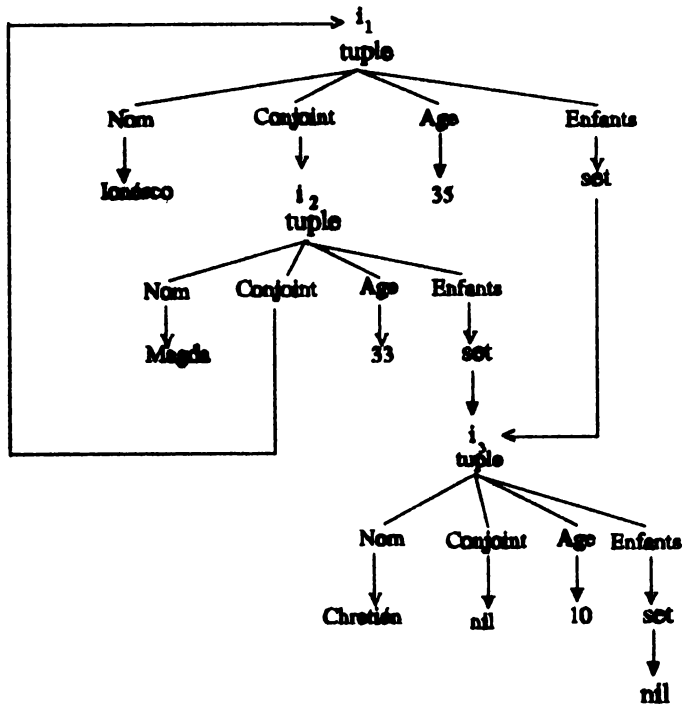 i1
tuple
Nom Conjoint Age Enfants
Ionésco i2 35 set
tuple
Nom Conjoint Age Enfants
Magda 33 set
i3
tuple
Nom Conjoint Age Enfants
Chretién nil 10 set
nil